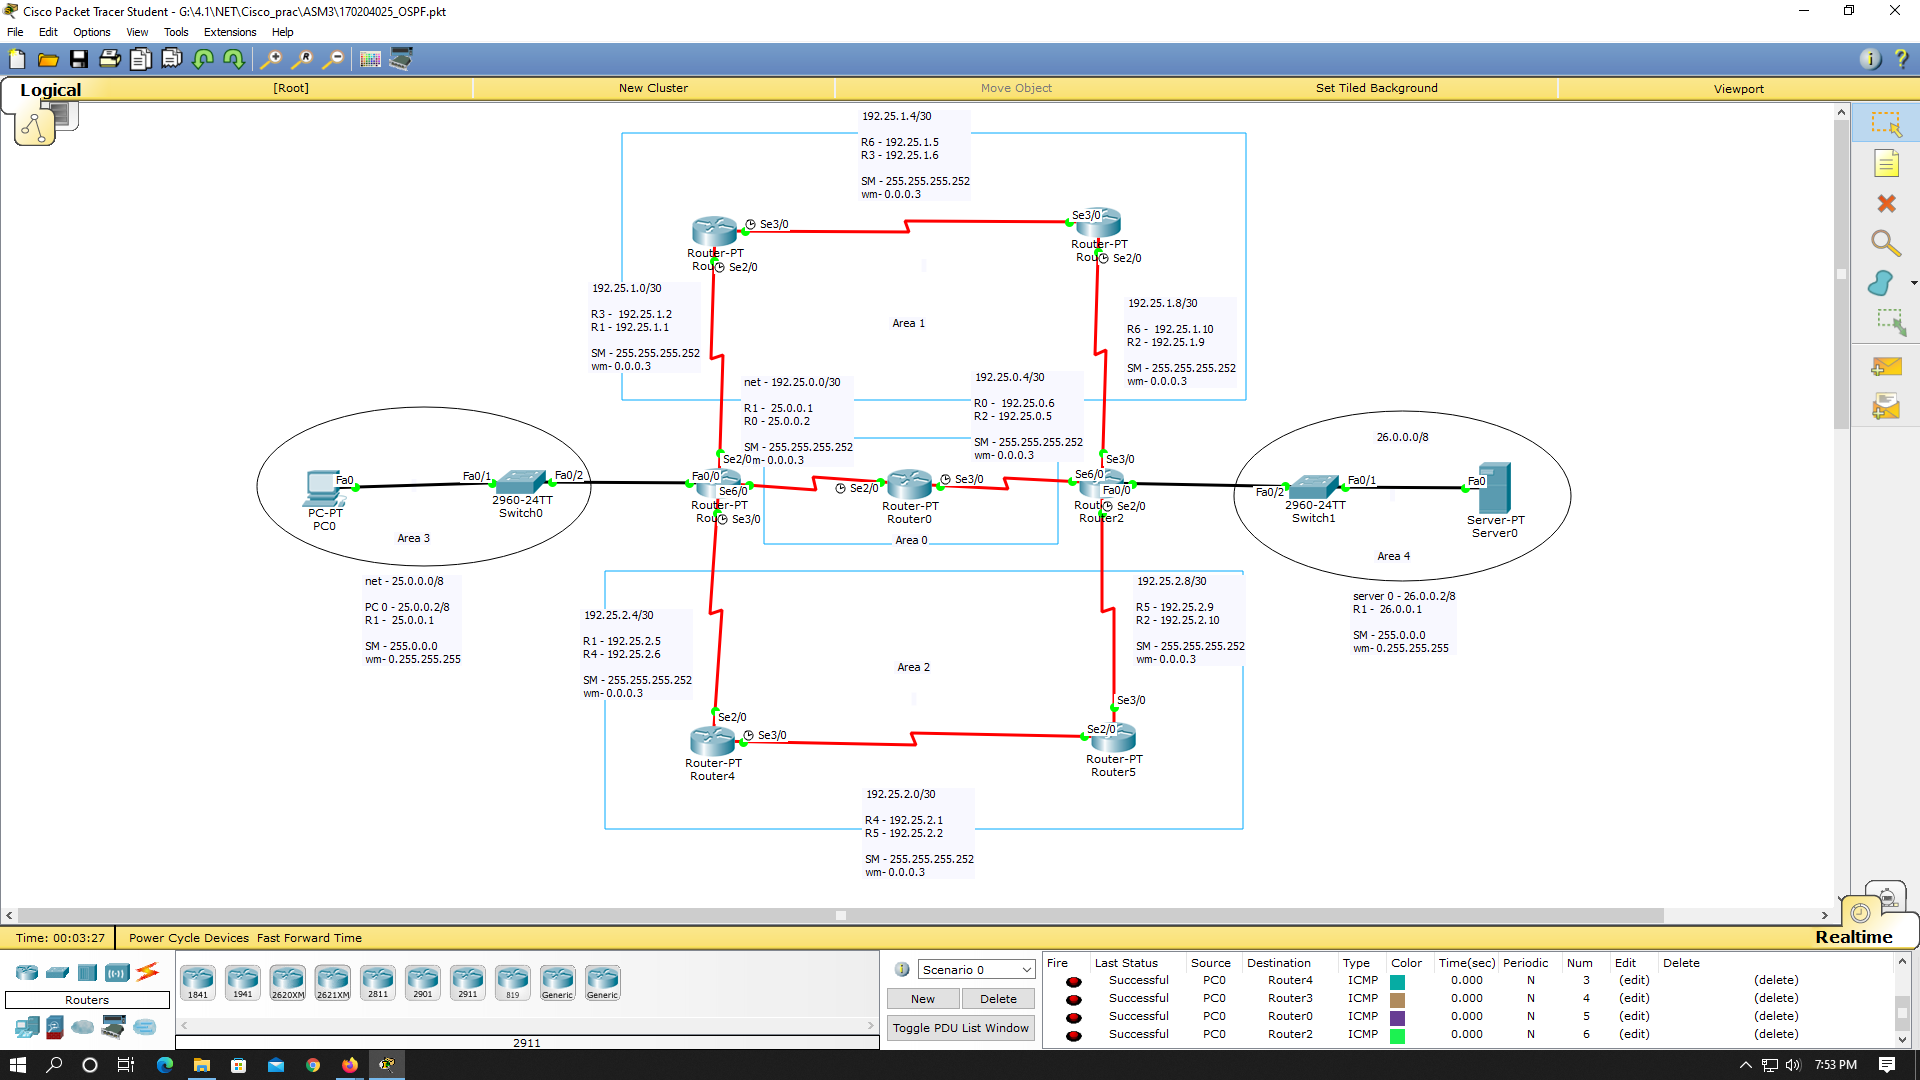 Cisco Packet Tracer Student - G:\4.1\NET\Cisco_prac\ASM3\170204025_OSPF.pkt
File Edit Options View Tools Extensions Help
Logical
[Root]
New Cluster
Move Object
Set Tiled Background
Viewport
192.25.1.4/30
R6 - 192.25.1.5
R3 - 192.25.1.6
SM - 255.255.255.252
wm- 0.0.0.3
Se3/0
Router-PT
Se2/0
Se3/0
Router-PT
Se2/0
192.25.1.0/30
R3 - 192.25.1.2
R1 - 192.25.1.1
SM - 255.255.255.252
wm- 0.0.0.3
Area 1
192.25.1.8/30
R6 - 192.25.1.10
R2 - 192.25.1.9
SM - 255.255.255.252
wm- 0.0.0.3
net - 192.25.0.0/30
R1 - 25.0.0.1
R0 - 25.0.0.2
SM - 255.255.255.252
wm- 0.0.0.3
192.25.0.4/30
R0 - 192.25.0.6
R2 - 192.25.0.5
SM - 255.255.255.252
wm- 0.0.0.3
Fa0
PC-PT
PC0
Fa0/1
2960-24TT
Switch0
Fa0/2
Area 3
Se2/0
Fa0/0
Se6/0
Router-PT
Se3/0
Se2/0
Se3/0
Router-PT
Router0
Area 0
Se3/0
Se6/0
Fa0/0
Se2/0
Router2
26.0.0.0/8
Fa0/2
Fa0/1
2960-24TT
Switch1
Fa0
Server-PT
Server0
Area 4
net - 25.0.0.0/8
PC 0 - 25.0.0.2/8
R1 - 25.0.0.1
SM - 255.0.0.0
wm- 0.255.255.255
192.25.2.4/30
R1 - 192.25.2.5
R4 - 192.25.2.6
SM - 255.255.255.252
wm- 0.0.0.3
192.25.2.8/30
R5 - 192.25.2.9
R2 - 192.25.2.10
SM - 255.255.255.252
wm- 0.0.0.3
server 0 - 26.0.0.2/8
R1 - 26.0.0.1
SM - 255.0.0.0
wm- 0.255.255.255
Area 2
Se2/0
Se3/0
Router-PT
Router4
Se3/0
Se2/0
Router-PT
Router5
192.25.2.0/30
R4 - 192.25.2.1
R5 - 192.25.2.2
SM - 255.255.255.252
wm- 0.0.0.3
Time: 00:03:27 Power Cycle Devices Fast Forward Time
Realtime
Routers
1841 1941 2620XM 2621XM 2811 2901 2911 819 Generic Generic
2911
Scenario 0
New Delete
Toggle PDU List Window
Fire Last Status Source Destination Type Color Time(sec) Periodic Num Edit Delete
Successful PC0 Router4 ICMP 0.000 N 3 (edit) (delete)
Successful PC0 Router3 ICMP 0.000 N 4 (edit) (delete)
Successful PC0 Router0 ICMP 0.000 N 5 (edit) (delete)
Successful PC0 Router2 ICMP 0.000 N 6 (edit) (delete)
7:53 PM